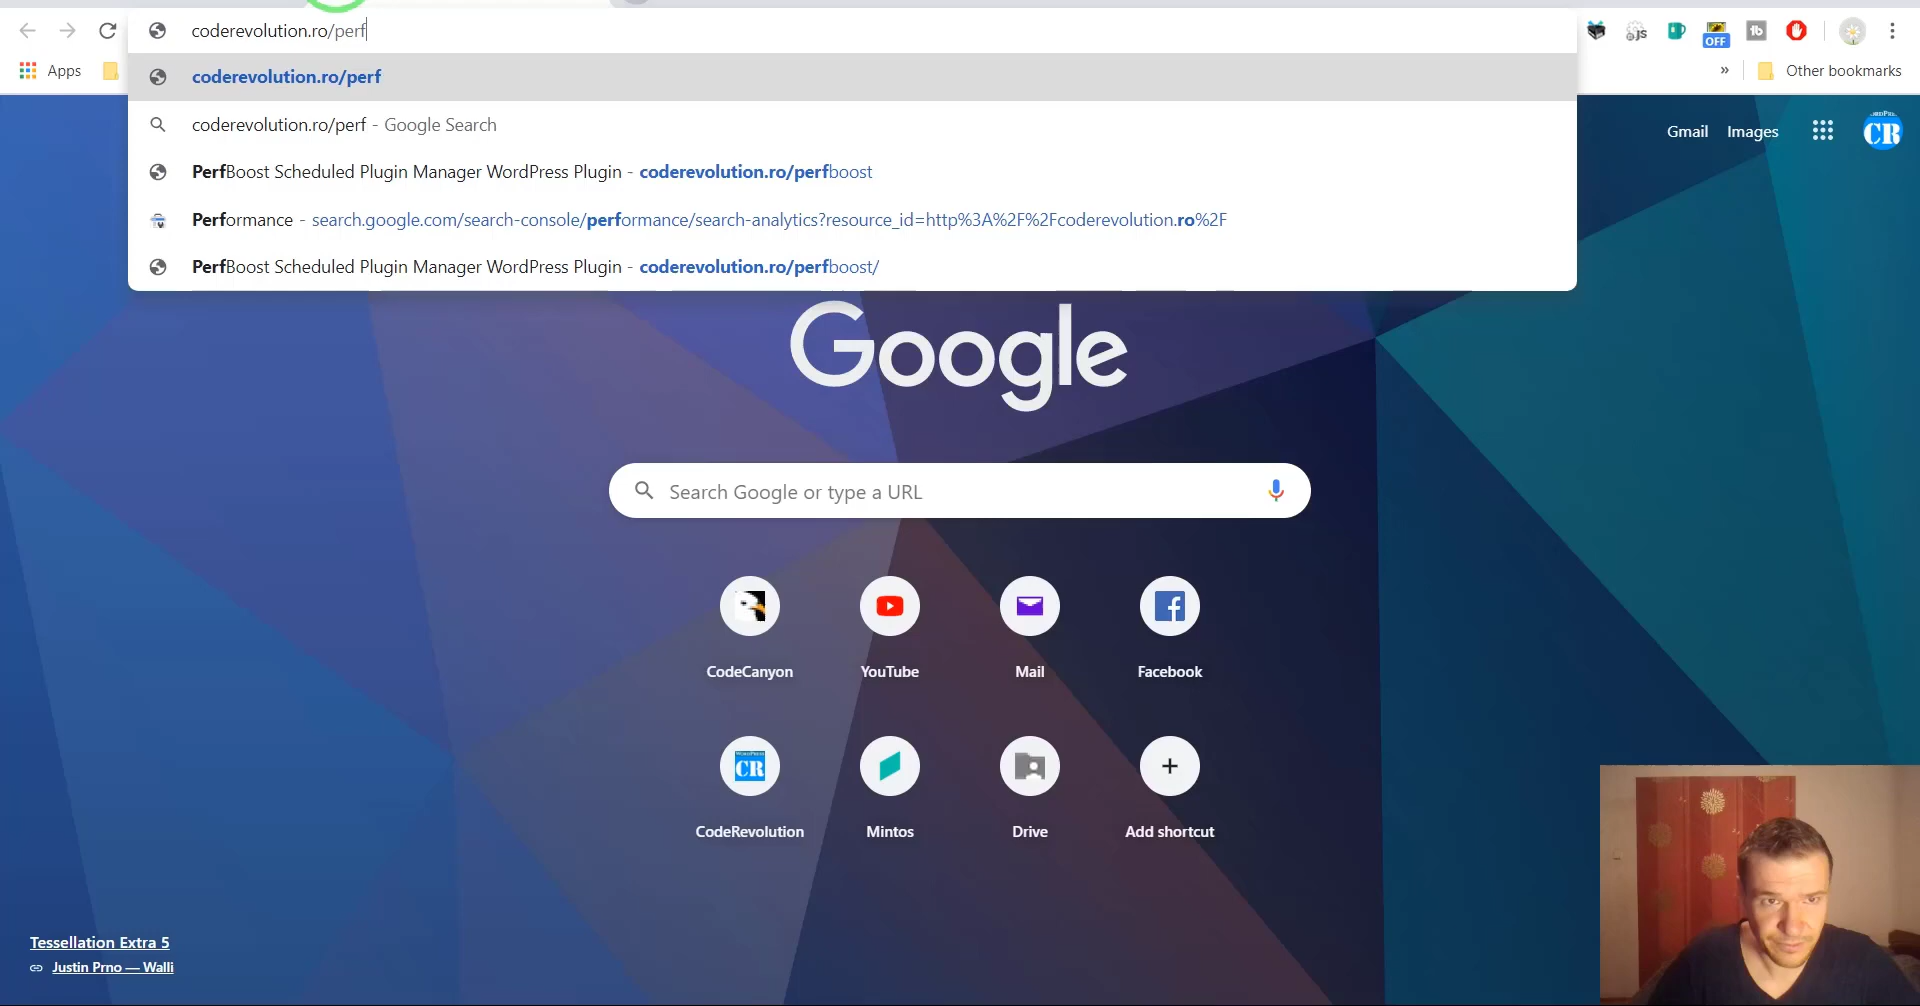 coderevolution.ro/perf
JS
OFF
tb
Apps
Other bookmarks
coderevolution.ro/perf
coderevolution.ro/perf - Google Search
PerfBoost Scheduled Plugin Manager WordPress Plugin - coderevolution.ro/perfboost
Performance - search.google.com/search-console/performance/search-analytics?resource_id=http%3A%2F%2Fcoderevolution.ro%2F
PerfBoost Scheduled Plugin Manager WordPress Plugin - coderevolution.ro/perfboost/
Gmail Images
CR
Google
Search Google or type a URL
CodeCanyon YouTube Mail Facebook
CR
CodeRevolution Mintos Drive Add shortcut
Tessellation Extra 5
Justin Prno — Walli